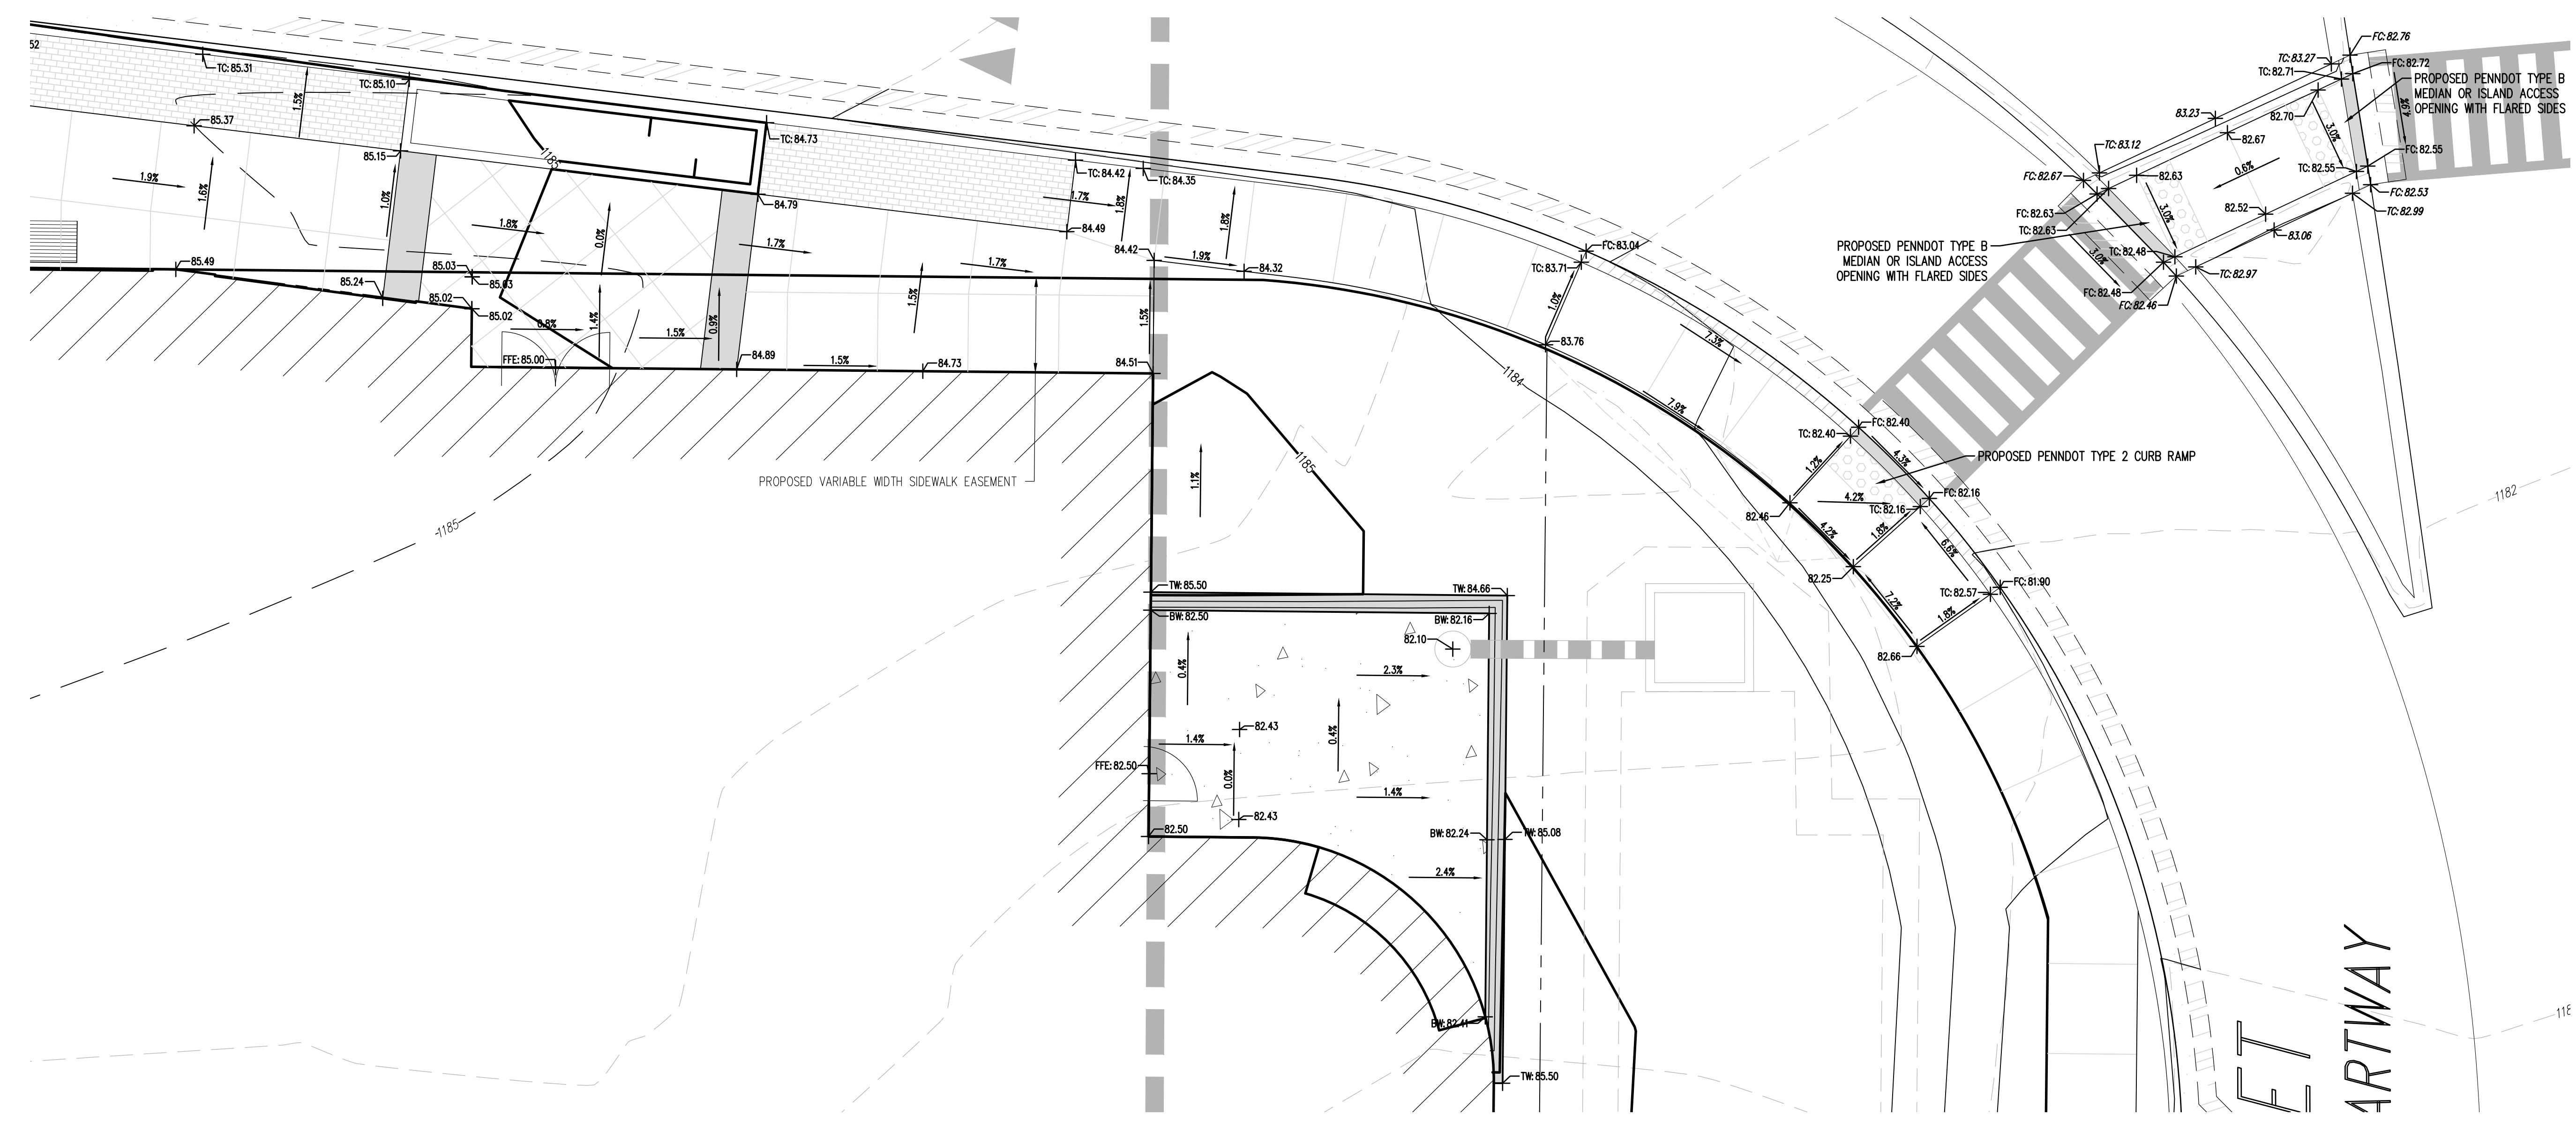 52
TC: 85.31
TC: 85.10
85.37
85.15
1.5%
1.9%
1.6%
1.0%
1185
TC: 84.73
84.79
TC: 84.42
TC: 84.35
84.49
1.7%
1.8%
1.8%
1.8%
0.0%
1.7%
1.7%
84.42
1.9%
84.32
85.49
85.24
85.03
85.03
85.02
85.02
0.8%
1.4%
1.5%
0.9%
1.5%
1.5%
FFE: 85.00
84.89
1.5%
84.73
84.51
PROPOSED VARIABLE WIDTH SIDEWALK EASEMENT
1185
1.1%
1185
1184
FC: 83.04
TC: 83.71
1.0%
83.76
7.3%
7.9%
FC: 82.76
TC: 83.27
TC: 82.71
FC: 82.72
PROPOSED PENNDOT TYPE B
MEDIAN OR ISLAND ACCESS
OPENING WITH FLARED SIDES
4.9%
83.23
82.70
82.67
3.0%
TC: 83.12
FC: 82.67
82.63
0.6%
TC: 82.55
FC: 82.55
FC: 82.53
TC: 82.99
FC: 82.63
TC: 82.63
3.0%
82.52
83.06
PROPOSED PENNDOT TYPE B
MEDIAN OR ISLAND ACCESS
OPENING WITH FLARED SIDES
3.0%
TC: 82.48
TC: 82.97
FC: 82.48
FC: 82.46
FC: 82.40
TC: 82.40
4.3%
1.2%
PROPOSED PENNDOT TYPE 2 CURB RAMP
82.46
4.2%
4.2%
FC: 82.16
TC: 82.16
1.8%
6.6%
82.25
FC: 81.90
TC: 82.57
7.2%
1.8%
82.66
1182
TW: 85.50
TW: 84.66
BW: 82.50
BW: 82.16
82.10
0.4%
2.3%
82.43
1.4%
0.4%
FFE: 82.50
0.0%
1.4%
82.43
82.50
BW: 82.24
TW: 85.08
2.4%
BW: 82.41
TW: 85.50
118
ET
ARTWAY